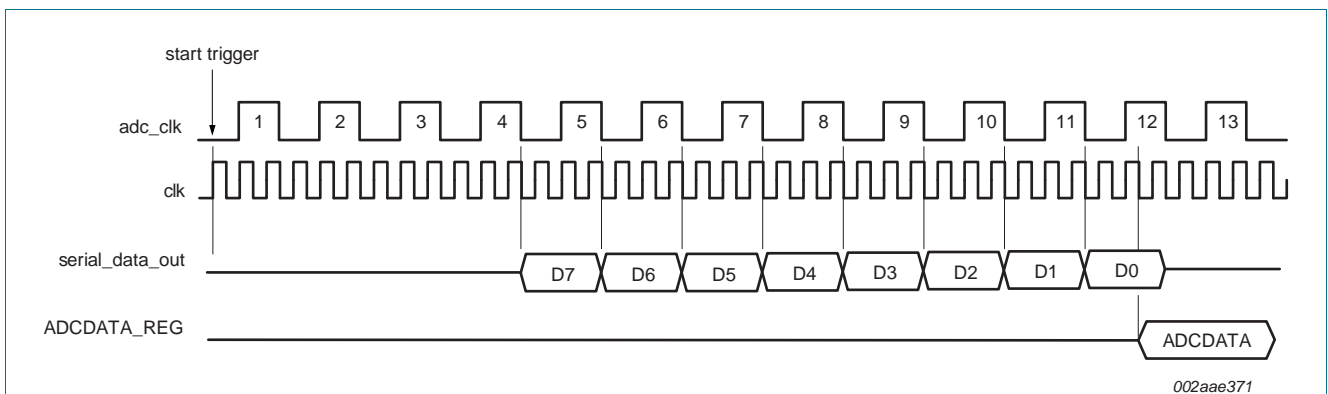 start trigger
adc_clk
1 2 3 4 5 6 7 8 9 10 11 12 13
clk
serial_data_out
D7 D6 D5 D4 D3 D2 D1 D0
ADCDATA_REG
ADCDATA
002aae371